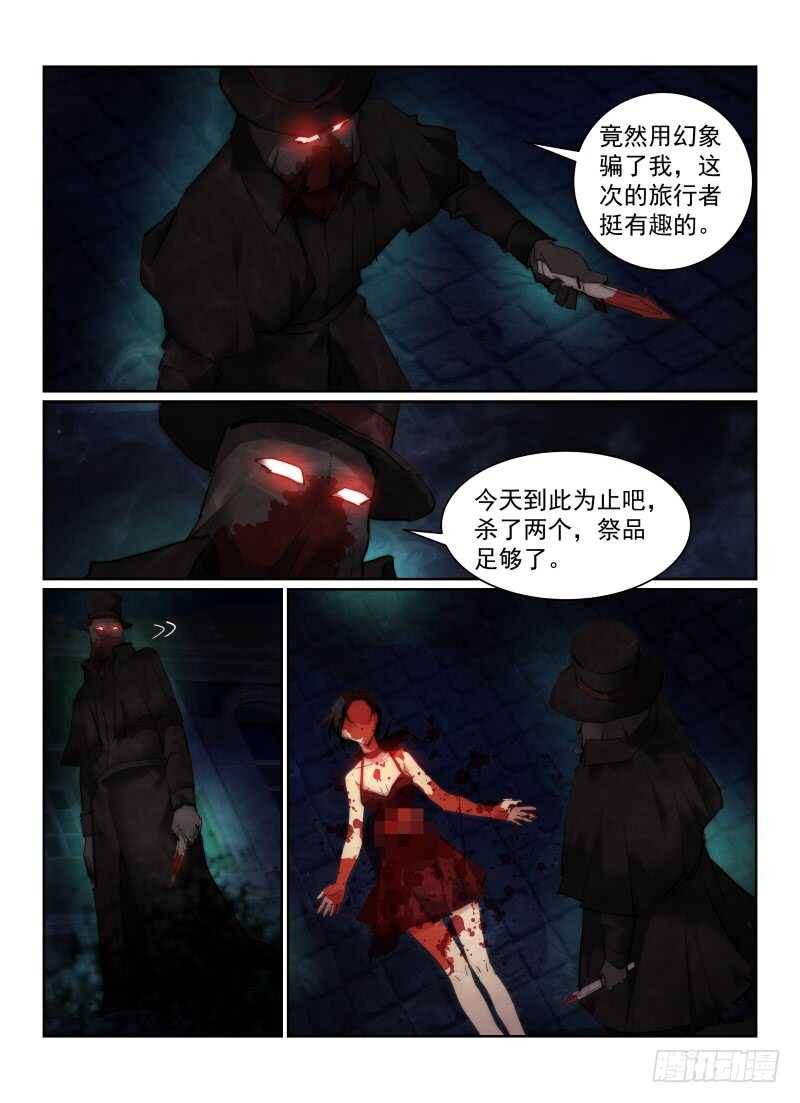 竟然用幻象
骗了我，这
次的旅行者
挺有趣的。
今天到此为止吧，
杀了两个，祭品
足够了。
腾讯动漫